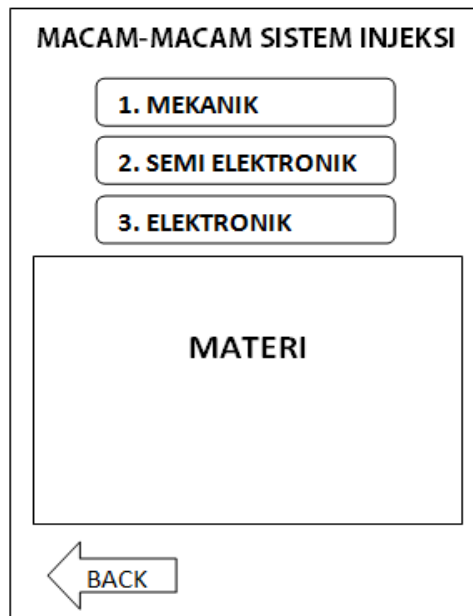 MACAM-MACAM SISTEM INJEKSI
1. MEKANIK
2. SEMI ELEKTRONIK
3. ELEKTRONIK
MATERI
BACK